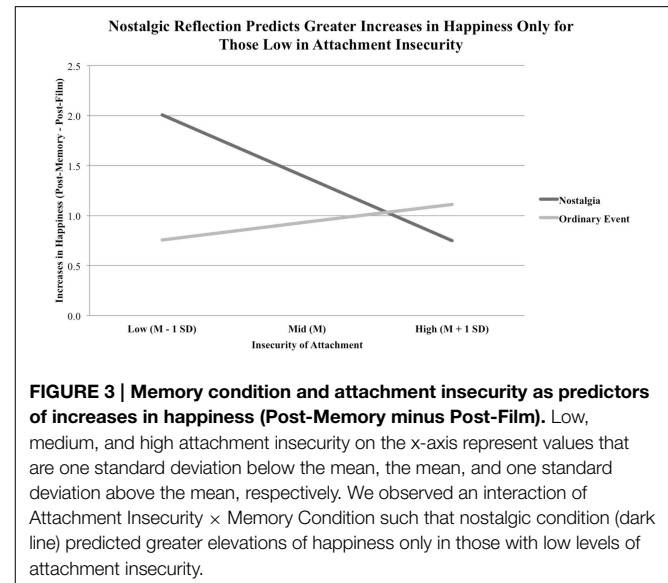 Nostalgic Reflection Predicts Greater Increases in Happiness Only for
Those Low in Attachment Insecurity
Increases in Happiness (Post-Memory - Post-Film)
2.5
2.0
1.5
1.0
0.5
0.0
Nostalgia
Ordinary Event
Low (M - 1 SD)
Mid (M)
High (M + 1 SD)
Insecurity of Attachment
FIGURE 3 | Memory condition and attachment insecurity as predictors
of increases in happiness (Post-Memory minus Post-Film). Low,
medium, and high attachment insecurity on the x-axis represent values that
are one standard deviation below the mean, the mean, and one standard
deviation above the mean, respectively. We observed an interaction of
Attachment Insecurity × Memory Condition such that nostalgic condition (dark
line) predicted greater elevations of happiness only in those with low levels of
attachment insecurity.